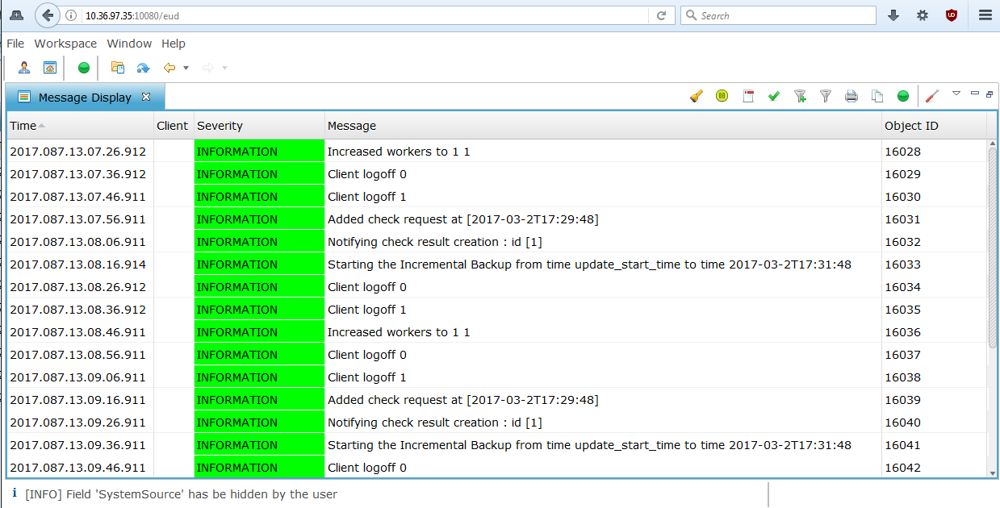 10.36.97.35:10080/eud
Search
File Workspace Window Help
Message Display
Time Client Severity Message Object ID
2017.087.13.07.26.912 INFORMATION Increased workers to 1 1 16028
2017.087.13.07.36.912 INFORMATION Client logoff 0 16029
2017.087.13.07.46.911 INFORMATION Client logoff 1 16030
2017.087.13.07.56.911 INFORMATION Added check request at [2017-03-2T17:29:48] 16031
2017.087.13.08.06.911 INFORMATION Notifying check result creation : id [1] 16032
2017.087.13.08.16.914 INFORMATION Starting the Incremental Backup from time update_start_time to time 2017-03-2T17:31:48 16033
2017.087.13.08.26.912 INFORMATION Client logoff 0 16034
2017.087.13.08.36.912 INFORMATION Client logoff 1 16035
2017.087.13.08.46.911 INFORMATION Increased workers to 1 1 16036
2017.087.13.08.56.911 INFORMATION Client logoff 0 16037
2017.087.13.09.06.911 INFORMATION Client logoff 1 16038
2017.087.13.09.16.911 INFORMATION Added check request at [2017-03-2T17:29:48] 16039
2017.087.13.09.26.911 INFORMATION Notifying check result creation : id [1] 16040
2017.087.13.09.36.911 INFORMATION Starting the Incremental Backup from time update_start_time to time 2017-03-2T17:31:48 16041
2017.087.13.09.46.911 INFORMATION Client logoff 0 16042
[INFO] Field 'SystemSource' has be hidden by the user